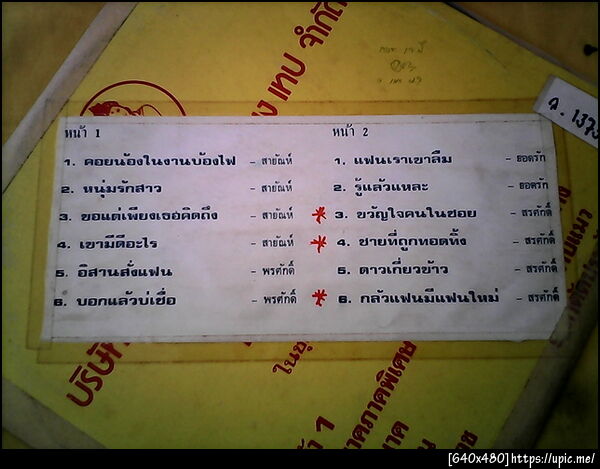 หน้า 1
1. คอยน้องในงานบ้องไฟ - สายัณห์
2. หนุ่มรักสาว - สายัณห์
3. ขอแต่เพียงเธอคิดถึง - สายัณห์
4. เขามีดีอะไร - สายัณห์
5. อิสานสั่งแฟน - พรศักดิ์
6. บอกแล้วบ่เชื่อ - พรศักดิ์
หน้า 2
1. แฟนเราเขาลืม - ยอดรัก
2. รู้แล้วแหละ - ยอดรัก
* 3. ขวัญใจคนในซอย - สรศักดิ์
* 4. ชายที่ถูกทอดทิ้ง - สรศักดิ์
5. ดาวเกี่ยวข้าว - สรศักดิ์
* 6. กลัวแฟนมีแฟนใหม่ - สรศักดิ์
เทป จำกัด
บริษัท
[640x480]https://upic.me/